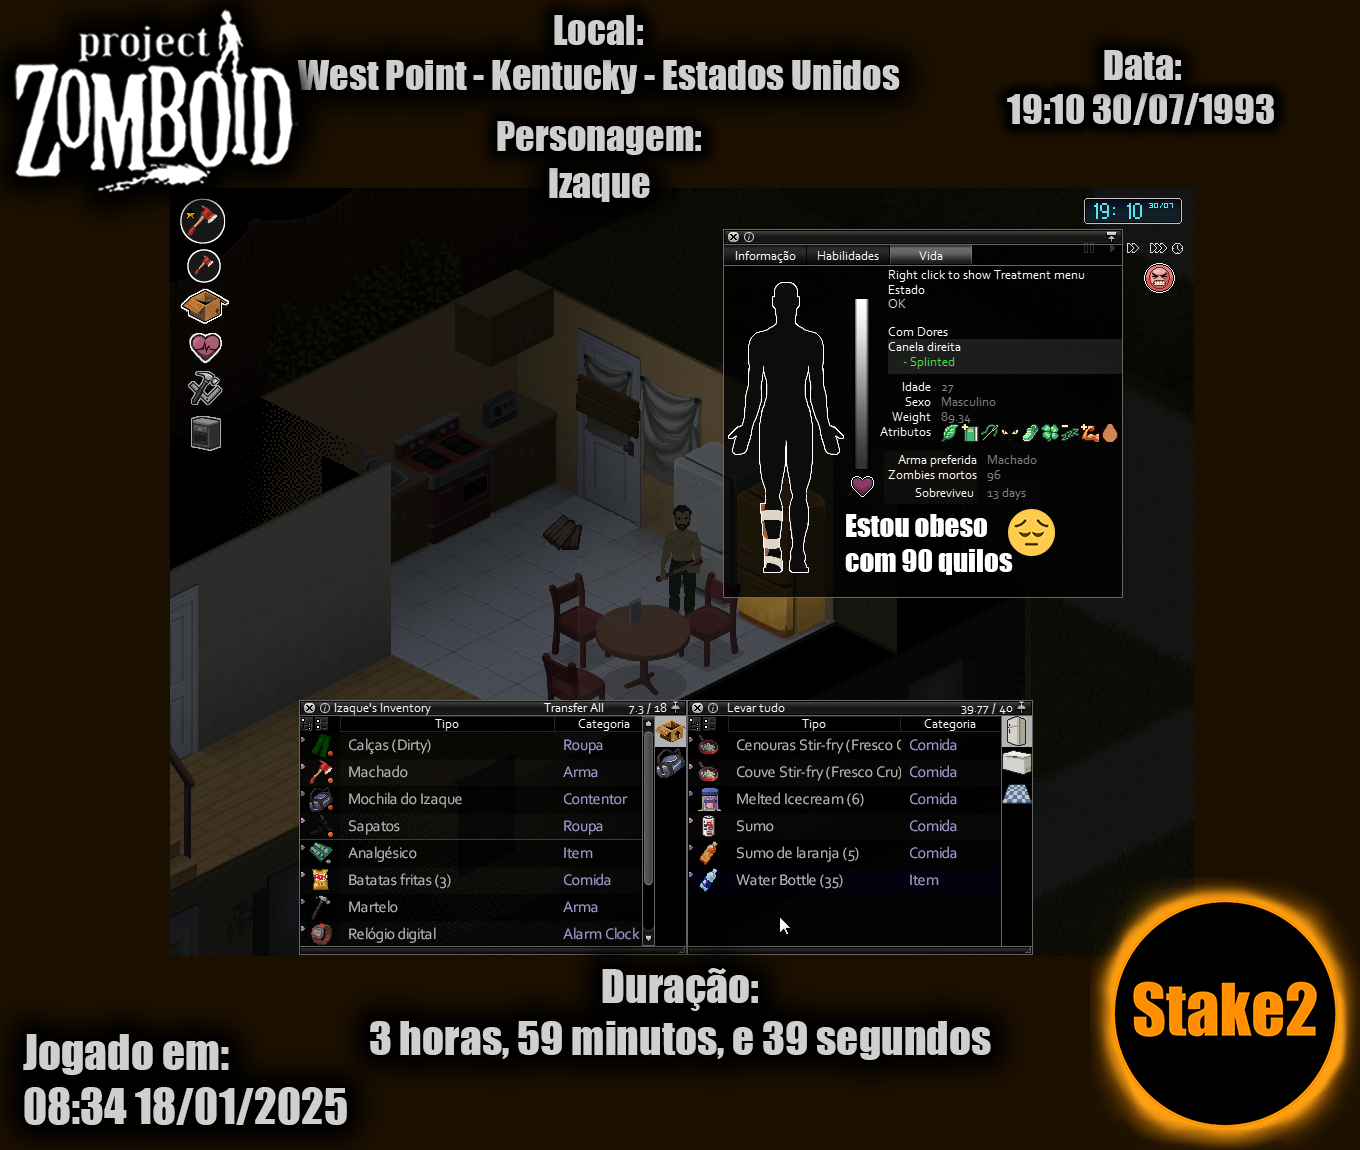 project
ZOMBOID
Local:
West Point - Kentucky - Estados Unidos
Personagem:
Izaque
Data:
19:10 30/07/1993
19:10 30/07
Informação Habilidades Vida
Right click to show Treatment menu
Estado
OK
Com Dores
Canela direita
- Splinted
Idade 27
Sexo Masculino
Weight 89.34
Atributos
Arma preferida Machado
Zombies mortos 96
Sobreviveu 13 days
Estou obeso
com 90 quilos
Izaque's Inventory Transfer All 7.3 / 18
Tipo Categoria
Calças (Dirty) Roupa
Machado Arma
Mochila do Izaque Contentor
Sapatos Roupa
Analgésico Item
Batatas fritas (3) Comida
Martelo Arma
Relógio digital Alarm Clock
Levar tudo 39.77 / 40
Tipo Categoria
Cenouras Stir-fry (Fresco C Comida
Couve Stir-fry (Fresco Cru) Comida
Melted Icecream (6) Comida
Sumo Comida
Sumo de laranja (5) Comida
Water Bottle (35) Item
Duração:
3 horas, 59 minutos, e 39 segundos
Jogado em:
08:34 18/01/2025
Stake2